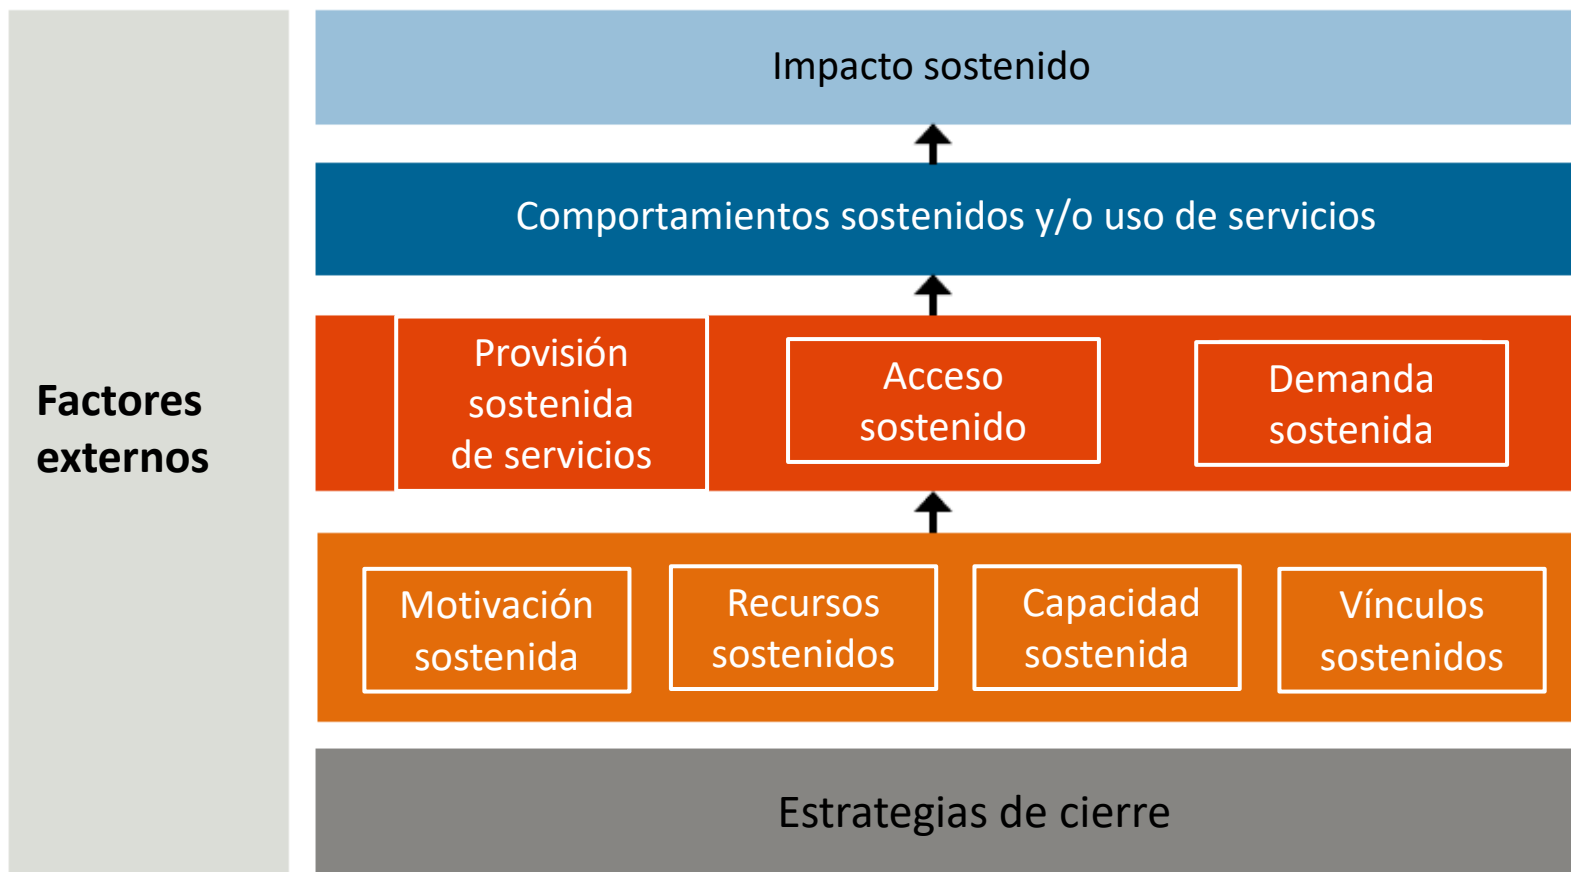 Impacto sostenido
Comportamientos sostenidos y/o uso de servicios
Factores
externos
Provisión
sostenida
de servicios
Acceso
sostenido
Demanda
sostenida
Motivación
sostenida
Recursos
sostenidos
Capacidad
sostenida
Vínculos
sostenidos
Estrategias de cierre